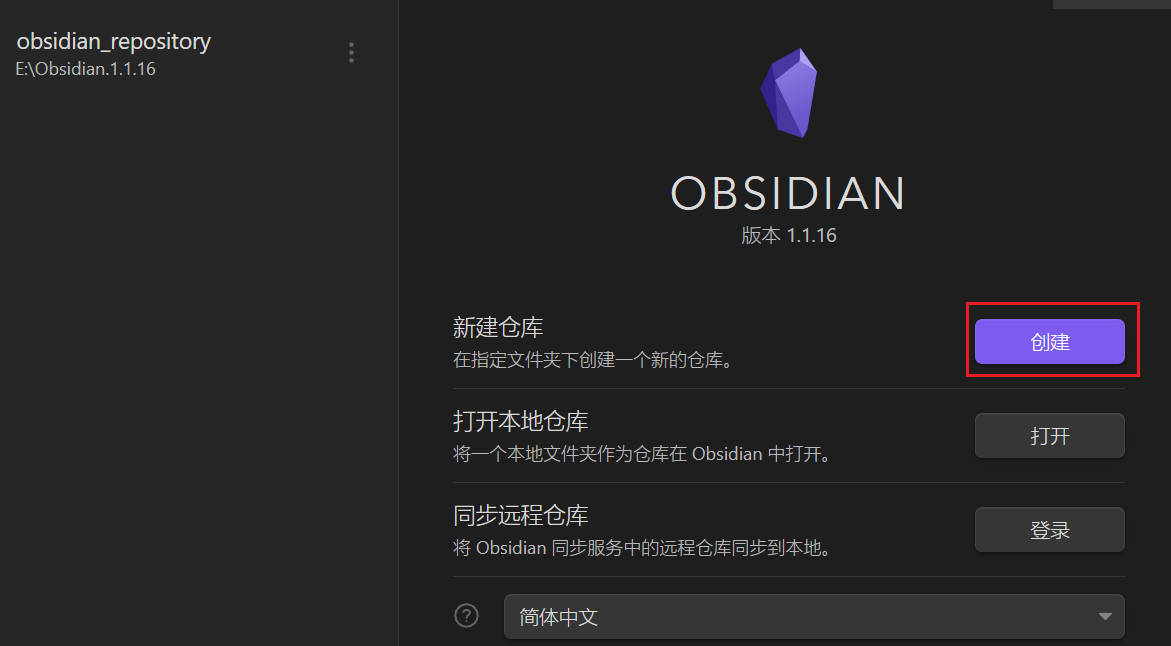 obsidian_repository
E:\Obsidian.1.1.16
OBSIDIAN
版本 1.1.16
新建仓库
在指定文件夹下创建一个新的仓库。
创建
打开本地仓库
将一个本地文件夹作为仓库在 Obsidian 中打开。
打开
同步远程仓库
将 Obsidian 同步服务中的远程仓库同步到本地。
登录
?
简体中文